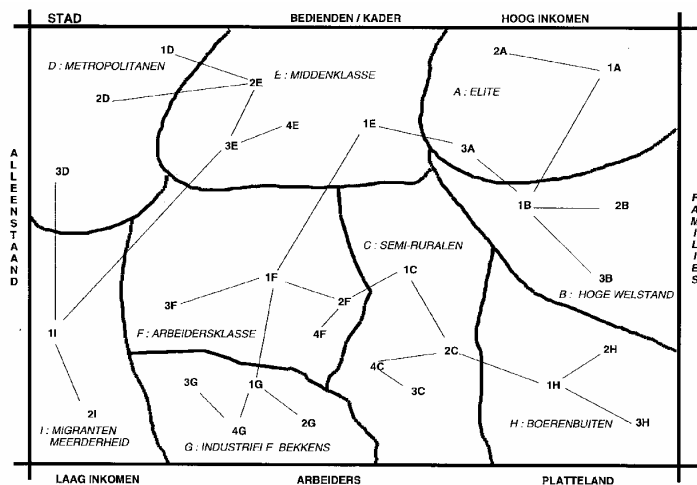 STAD
BEDIENDEN / KADER
HOOG INKOMEN
1D
2A
D : METROPOLITANEN
2E
E : MIDDENKLASSE
1A
2D
A : ELITE
4E
1E
3E
3A
3D
ALLEENSTAAND
1B
2B
FAMILIES
C : SEMI-RURALEN
1F
1C
3B
B : HOGE WELSTAND
3F
2F
1I
F : ARBEIDERSKLASSE
4F
2C
2H
4C
3G
1G
3C
1H
2I
4G
2G
3H
I : MIGRANTEN
MEERDERHEID
H : BOERENBUITEN
G : INDUSTRIELE BEKKENS
LAAG INKOMEN
ARBEIDERS
PLATTELAND